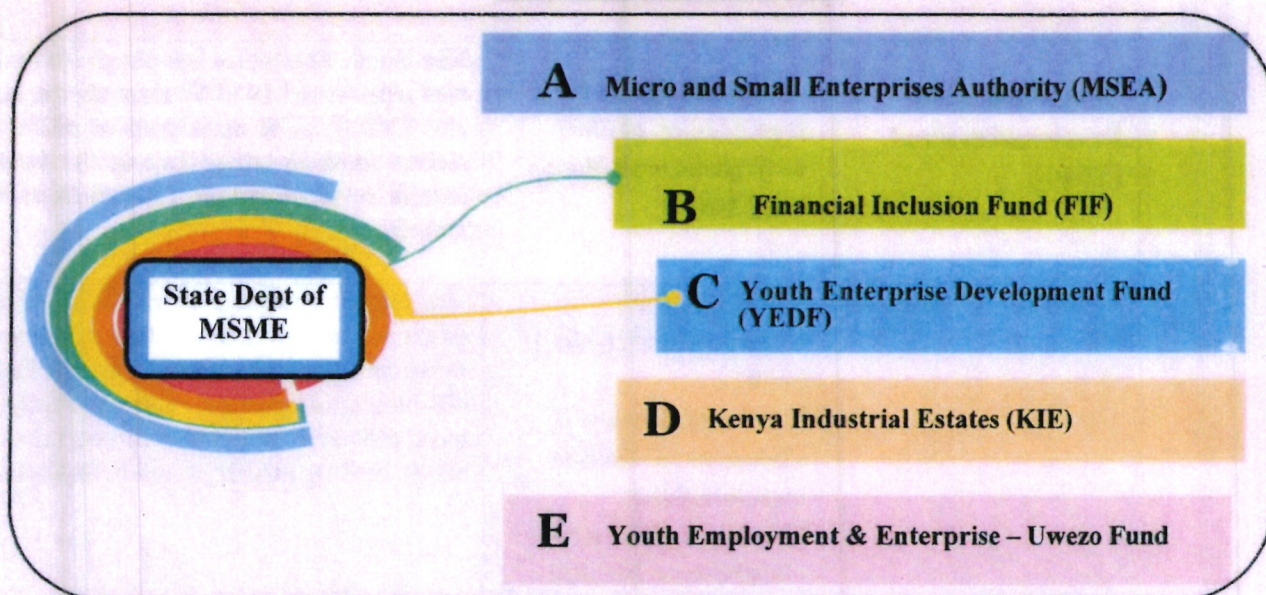 State Dept of
MSME
A Micro and Small Enterprises Authority (MSEA)
B Financial Inclusion Fund (FIF)
C Youth Enterprise Development Fund
(YEDF)
D Kenya Industrial Estates (KIE)
E Youth Employment & Enterprise – Uwezo Fund